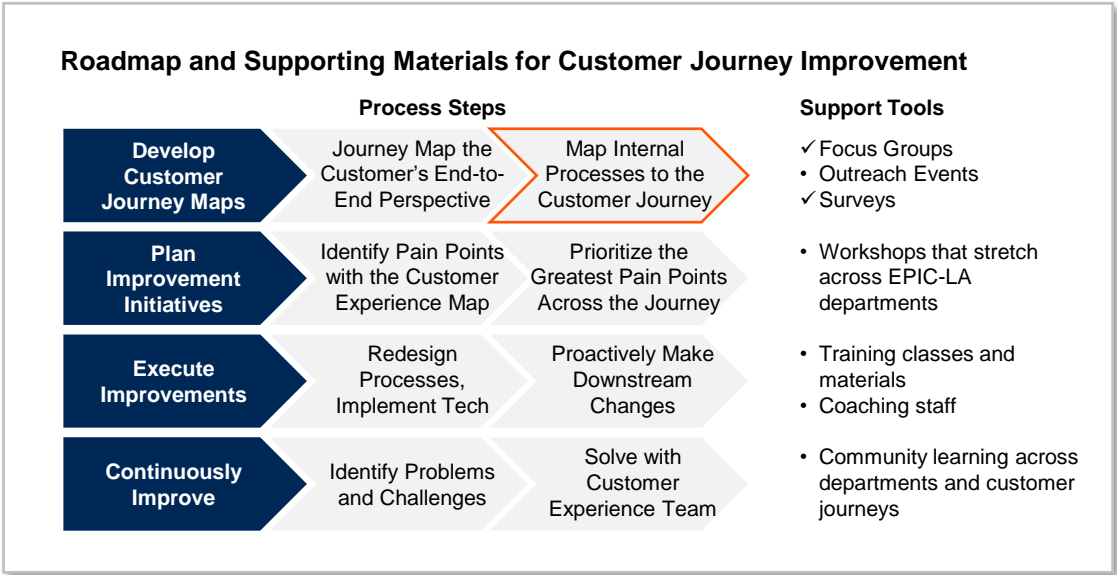 Roadmap and Supporting Materials for Customer Journey Improvement
Process Steps
Support Tools
Develop
Customer
Journey Maps
Journey Map the
Customer's End-to-
End Perspective
Map Internal
Processes to the
Customer Journey
✓ Focus Groups
• Outreach Events
✓ Surveys
Plan
Improvement
Initiatives
Identify Pain Points
with the Customer
Experience Map
Prioritize the
Greatest Pain Points
Across the Journey
• Workshops that stretch
across EPIC-LA
departments
Execute
Improvements
Redesign
Processes,
Implement Tech
Proactively Make
Downstream
Changes
• Training classes and
materials
• Coaching staff
Continuously
Improve
Identify Problems
and Challenges
Solve with
Customer
Experience Team
• Community learning across
departments and customer
journeys